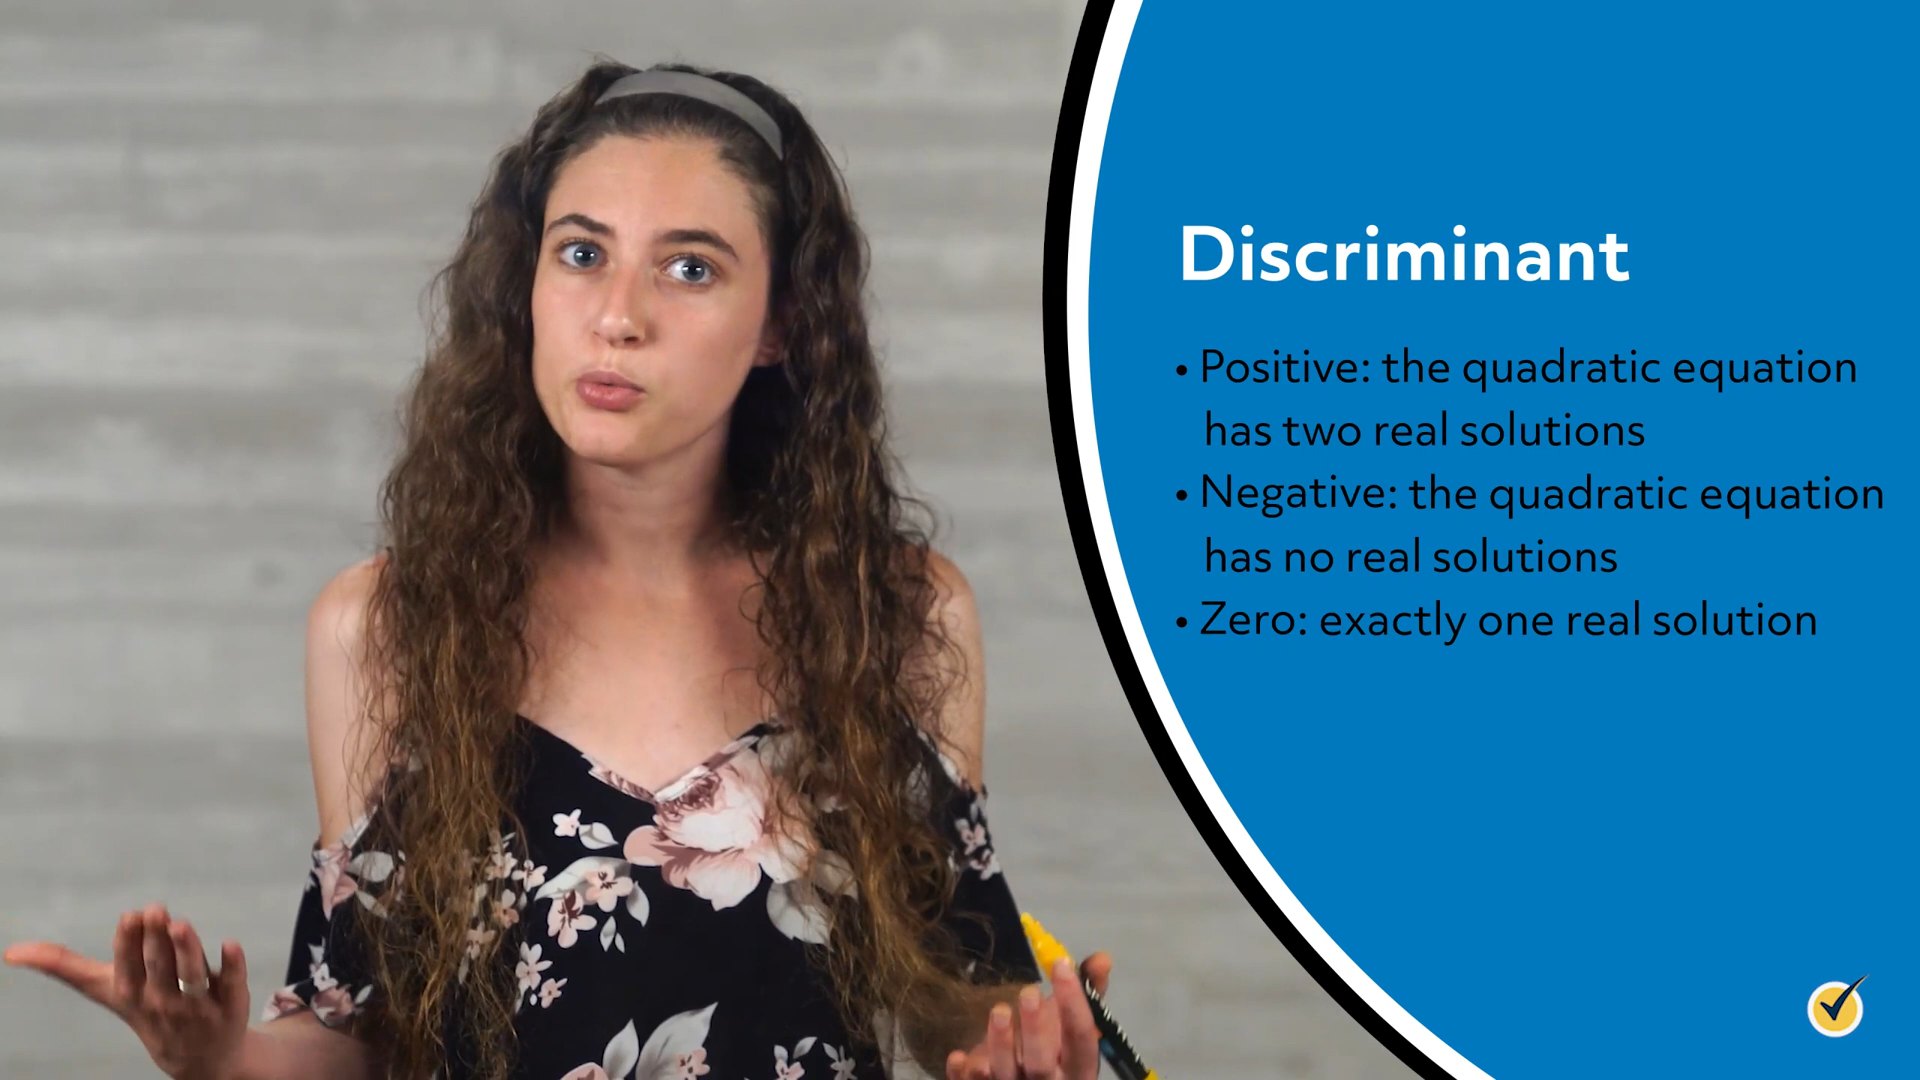 Discriminant
• Positive: the quadratic equation
has two real solutions
• Negative: the quadratic equation
has no real solutions
• Zero: exactly one real solution